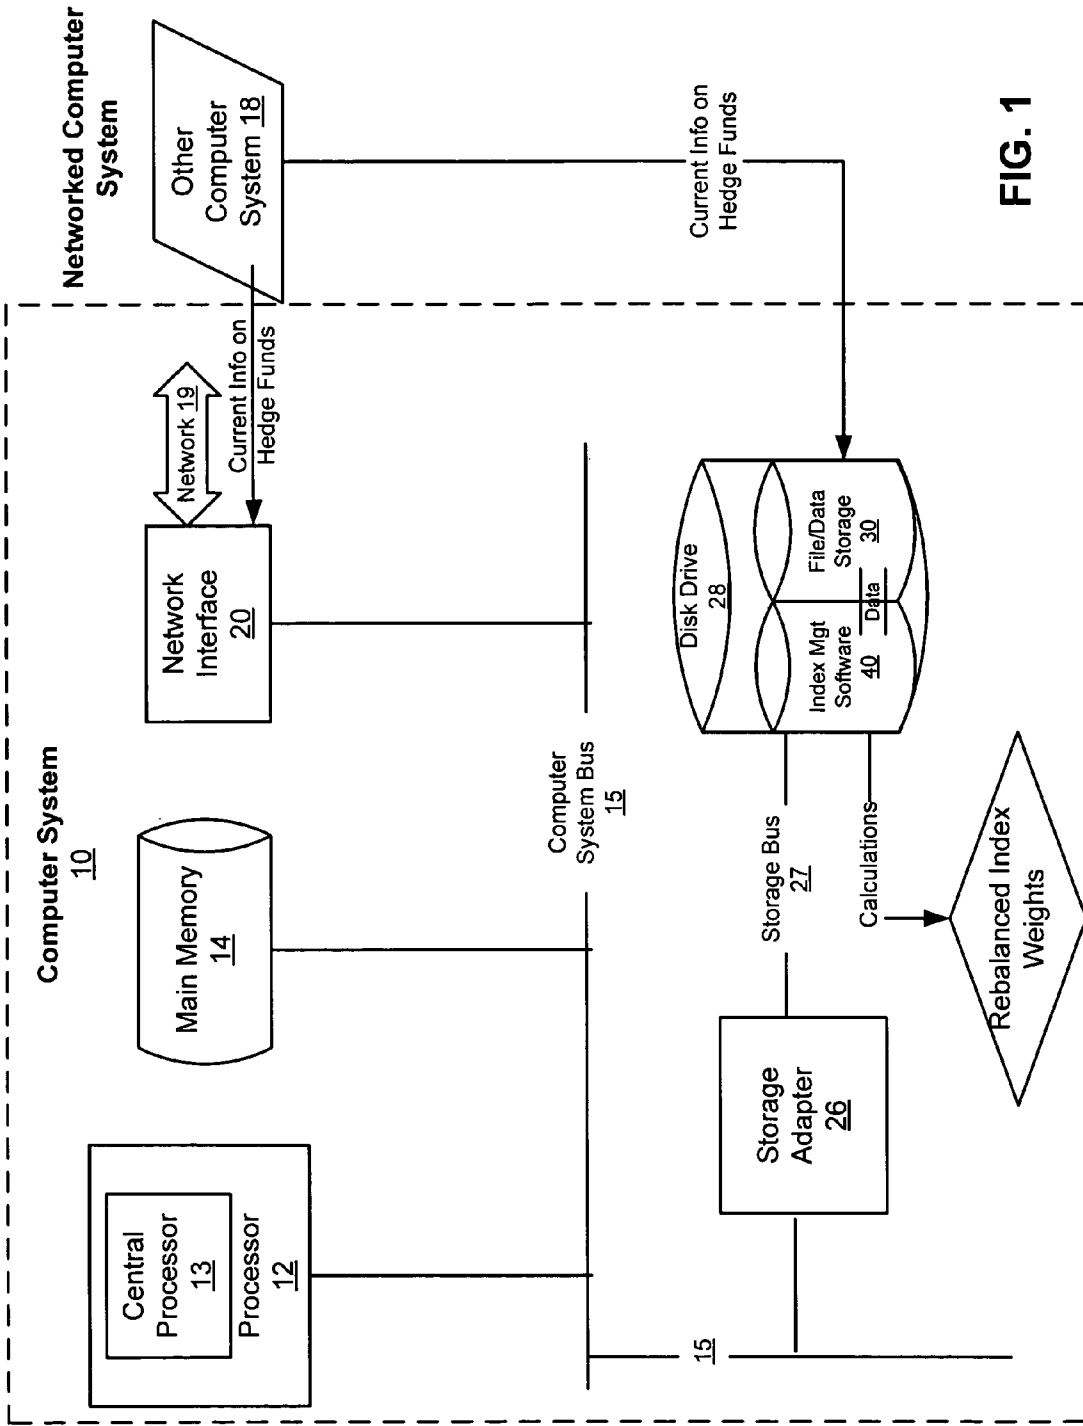 Computer System
10
Networked Computer
System
Central
Processor
13
Processor
12
Main Memory
14
Network
Interface
20
Network 19
Current Info on
Hedge Funds
Other
Computer
System 18
Computer
System Bus
15
15
Storage
Adapter
26
Storage Bus
27
Calculations
Disk Drive
28
Index Mgt
Software
40
Data
File/Data
Storage
30
Current Info on
Hedge Funds
Rebalanced Index
Weights
FIG. 1